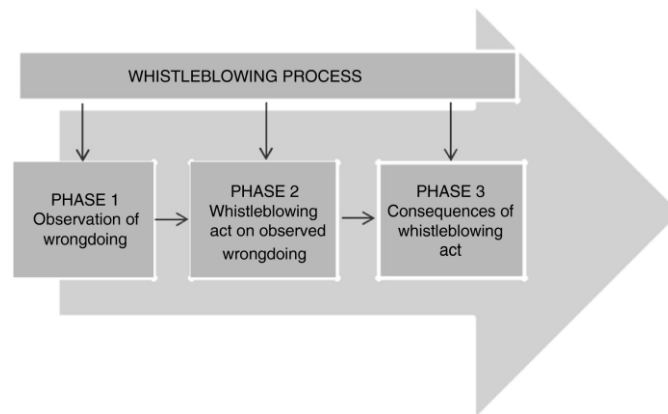 WHISTLEBLOWING PROCESS
PHASE 1
Observation of
wrongdoing
PHASE 2
Whistleblowing
act on observed
wrongdoing
PHASE 3
Consequences of
whistleblowing
act